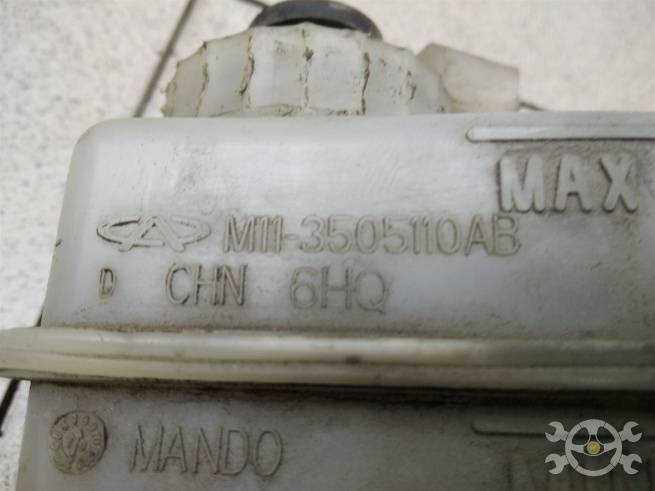 MAX
M11-3505110AB
D CHN 6HQ
MANDO